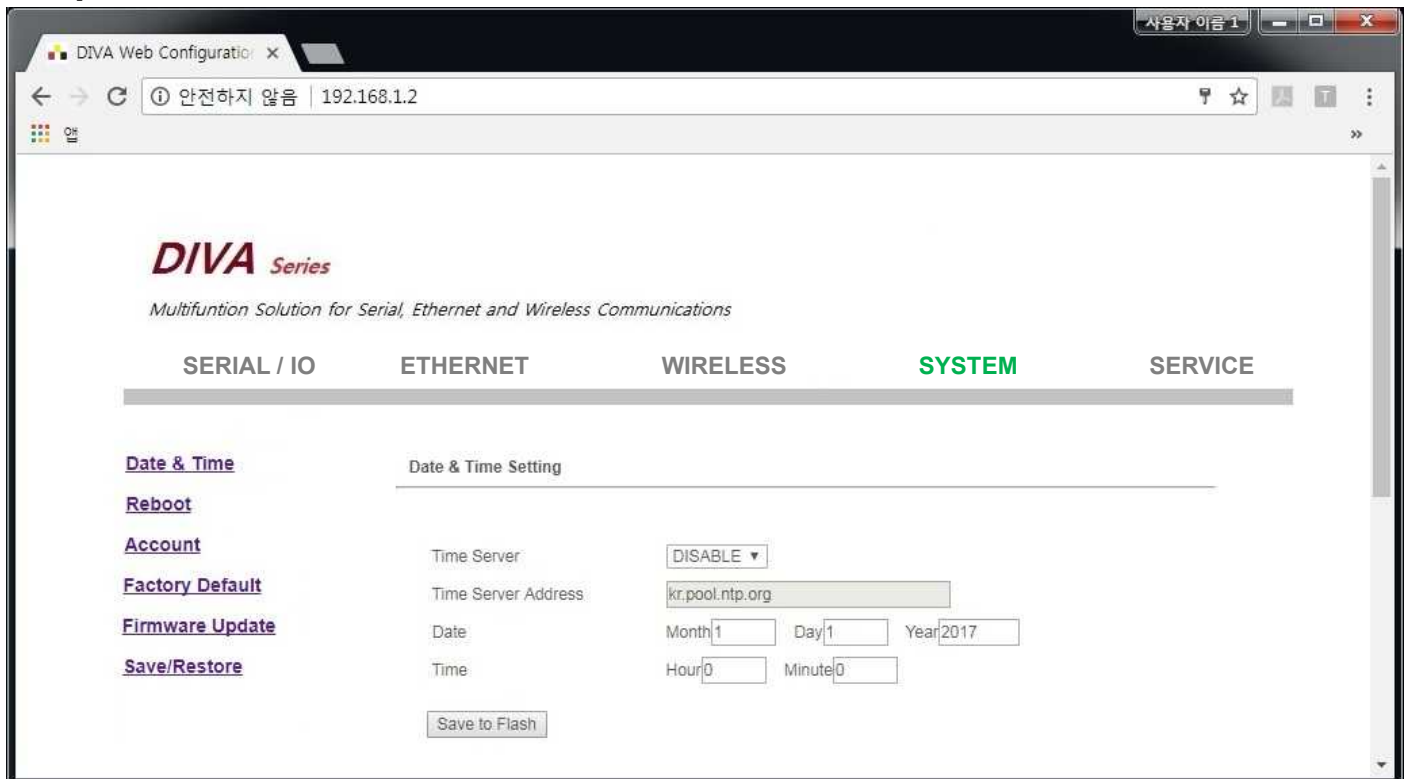 사용자 이름 1
DIVA Web Configuratio
안전하지 않음 | 192.168.1.2
앱
DIVA Series
Multifuntion Solution for Serial, Ethernet and Wireless Communications
SERIAL / IO ETHERNET WIRELESS SYSTEM SERVICE
Date & Time
Reboot
Account
Factory Default
Firmware Update
Save/Restore
Date & Time Setting
Time Server DISABLE
Time Server Address kr.pool.ntp.org
Date Month 1 Day 1 Year 2017
Time Hour 0 Minute 0
Save to Flash